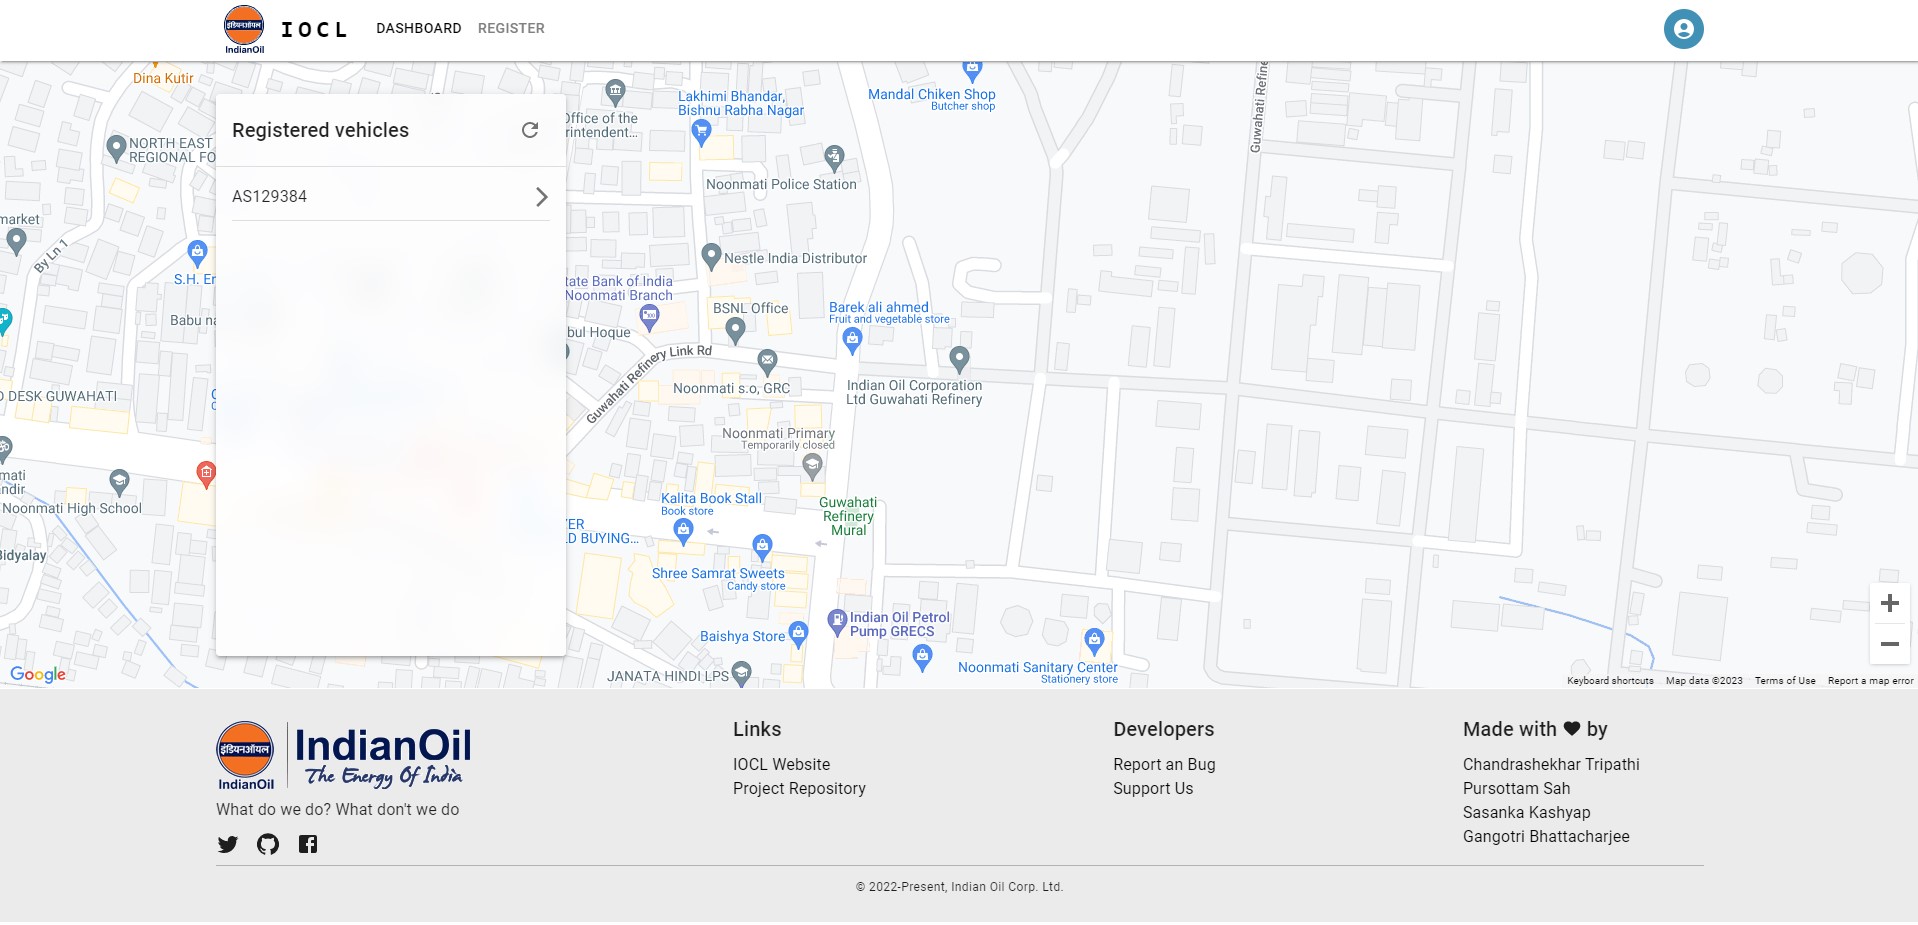 इंडियनऑयल
IndianOil
IOCL
DASHBOARD
REGISTER
Dina Kutir
Registered vehicles
AS129384
NORTH EAST
REGIONAL FO
market
By Ln 1
S.H. Er
Babu na
D DESK GUWAHATI
Noonmati High School
Bidyalay
Office of the
rintendent...
Lakhimi Bhandar,
Bishnu Rabha Nagar
Mandal Chiken Shop
Butcher shop
Guwahati Refine
Noonmati Police Station
Nestle India Distributor
tate Bank of India
Noonmati Branch
BSNL Office
bul Hoque
Barek ali ahmed
Fruit and vegetable store
Guwahati Refinery Link Rd
Noonmati s.o, GRC
Indian Oil Corporation
Ltd Guwahati Refinery
Noonmati Primary
Temporarily closed
Kalita Book Stall
Book store
Guwahati
Refinery
Mural
YER
LD BUYING...
Shree Samrat Sweets
Candy store
Indian Oil Petrol
Pump GRECS
Baishya Store
Noonmati Sanitary Center
Stationery store
JANATA HINDI LPS
Google
Keyboard shortcuts
Map data ©2023
Terms of Use
Report a map error
इंडियनऑयल
IndianOil
IndianOil
The Energy Of India
What do we do? What don't we do
Links
IOCL Website
Project Repository
Developers
Report an Bug
Support Us
Made with ♥ by
Chandrashekhar Tripathi
Pursottam Sah
Sasanka Kashyap
Gangotri Bhattacharjee
© 2022-Present, Indian Oil Corp. Ltd.